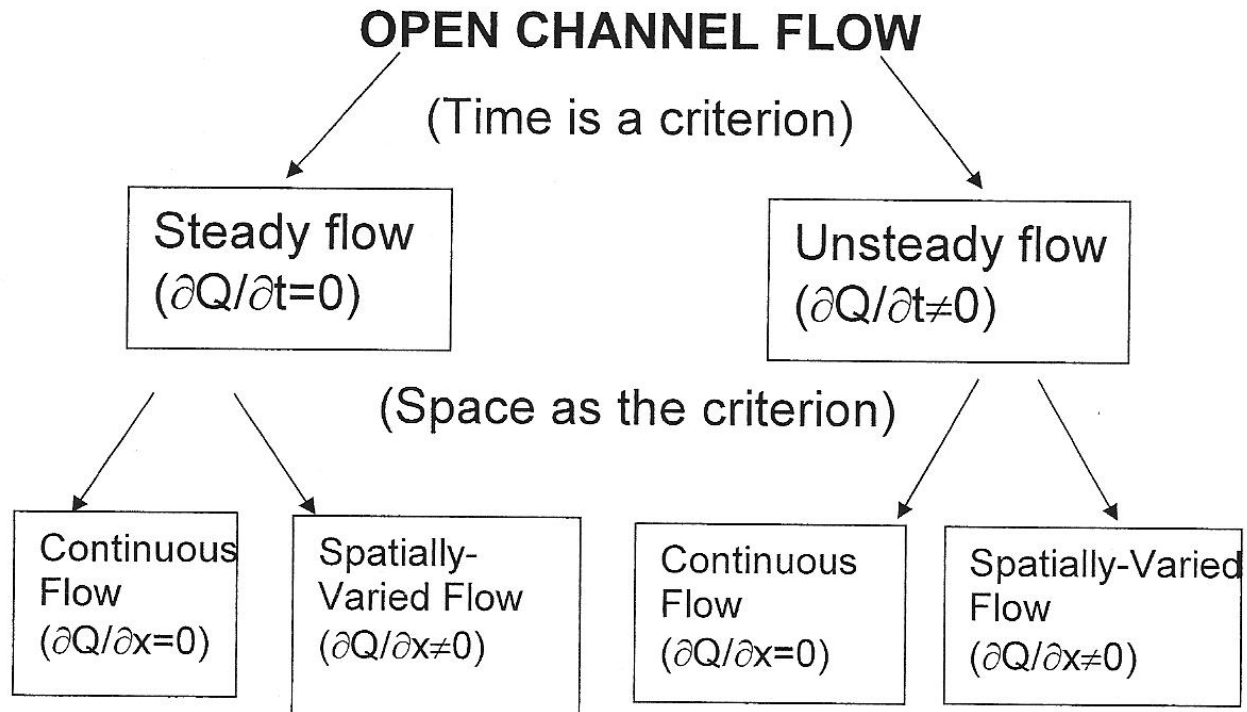 OPEN CHANNEL FLOW
(Time is a criterion)
Steady flow
(∂Q/∂t=0)
Unsteady flow
(∂Q/∂t≠0)
(Space as the criterion)
Continuous
Flow
(∂Q/∂x=0)
Spatially-
Varied Flow
(∂Q/∂x≠0)
Continuous
Flow
(∂Q/∂x=0)
Spatially-Varied
Flow
(∂Q/∂x≠0)